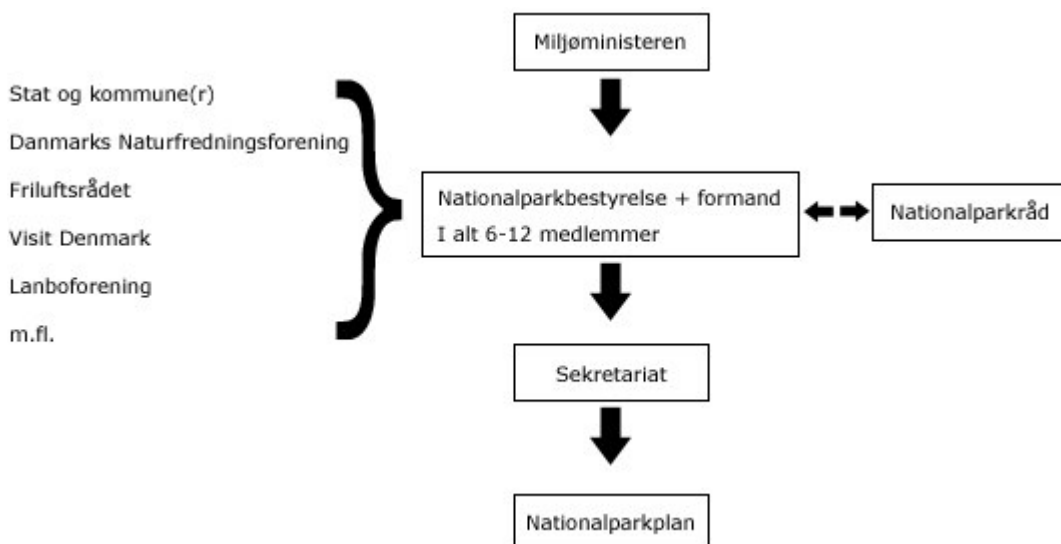 Miljøministeren
Stat og kommune(r)
Danmarks Naturfredningsforening
Friluftsrådet
Visit Denmark
Lanboforening
m.fl.
Nationalparkbestyrelse + formand
I alt 6-12 medlemmer
Nationalparkråd
Sekretariat
Nationalparkplan